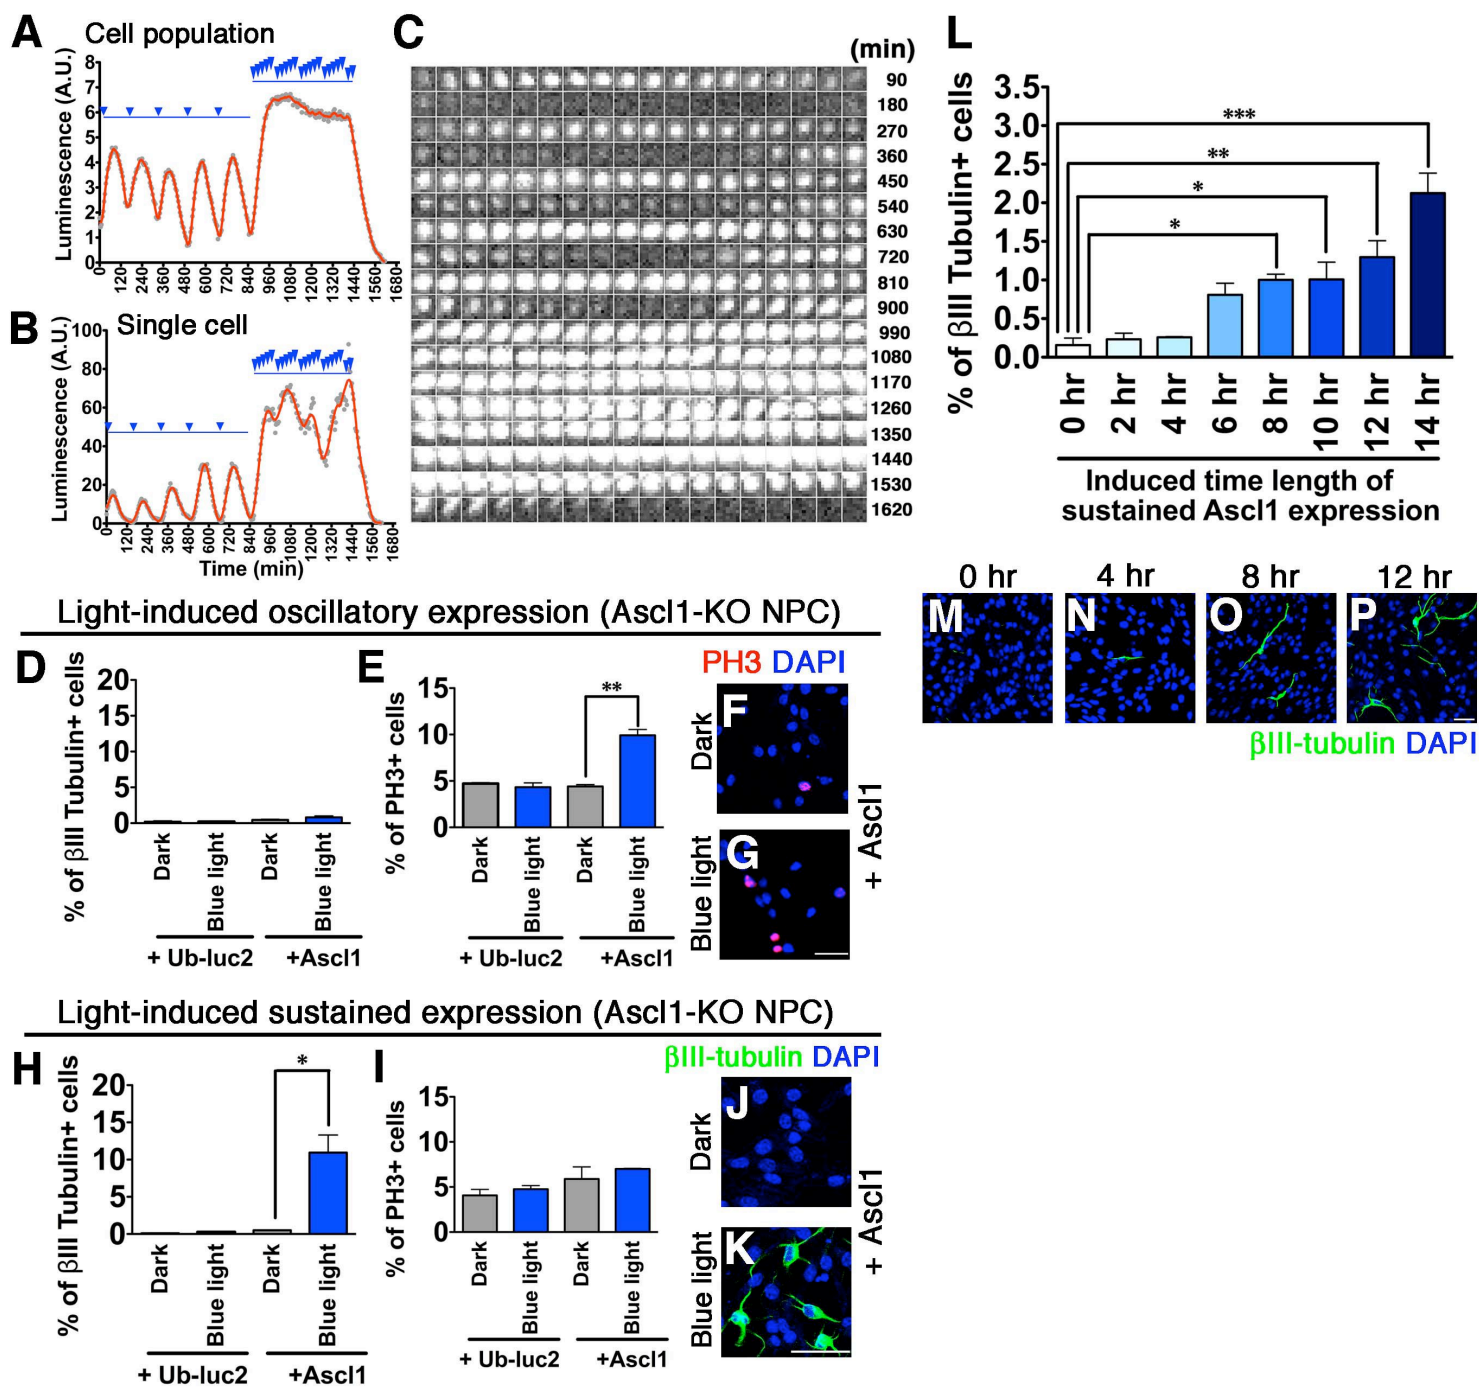 A
Cell population
Luminescence (A.U.)
8
7
6
5
4
3
2
1
0
0 120 240 360 480 600 720 840 960 1080 1200 1320 1440 1560 1680
B
Single cell
Luminescence (A.U.)
100
80
60
40
20
0
0 120 240 360 480 600 720 840 960 1080 1200 1320 1440 1560 1680
Time (min)
C
(min)
90
180
270
360
450
540
630
720
810
900
990
1080
1170
1260
1350
1440
1530
1620
Light-induced oscillatory expression (Ascl1-KO NPC)
D
% of βIII Tubulin+ cells
20
15
10
5
0
Dark Blue light Dark Blue light
+ Ub-luc2 +Ascl1
E
% of PH3+ cells
15
10
5
0
**
Dark Blue light Dark Blue light
+ Ub-luc2 +Ascl1
PH3 DAPI
F
Dark
G
Blue light
+ Ascl1
Light-induced sustained expression (Ascl1-KO NPC)
H
% of βIII Tubulin+ cells
20
15
10
5
0
*
Dark Blue light Dark Blue light
+ Ub-luc2 +Ascl1
I
% of PH3+ cells
15
10
5
0
Dark Blue light Dark Blue light
+ Ub-luc2 +Ascl1
βIII-tubulin DAPI
J
Dark
K
Blue light
+ Ascl1
L
% of βIII Tubulin+ cells
3.5
3.0
2.5
2.0
1.5
1.0
0.5
0.0
***
**
*
*
0 hr 2 hr 4 hr 6 hr 8 hr 10 hr 12 hr 14 hr
Induced time length of
sustained Ascl1 expression
0 hr 4 hr 8 hr 12 hr
M N O P
βIII-tubulin DAPI